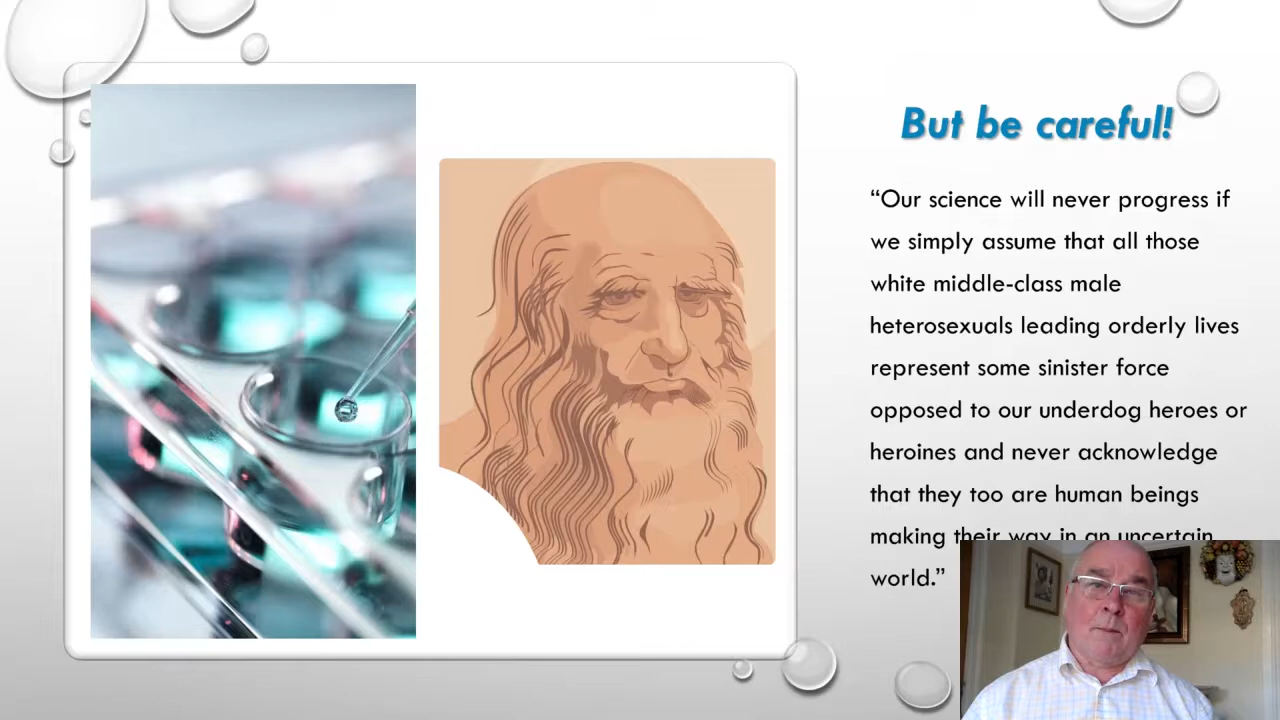 But be careful!
“Our science will never progress if
we simply assume that all those
white middle-class male
heterosexuals leading orderly lives
represent some sinister force
opposed to our underdog heroes or
heroines and never acknowledge
that they too are human beings
making their way in an uncertain
world.”